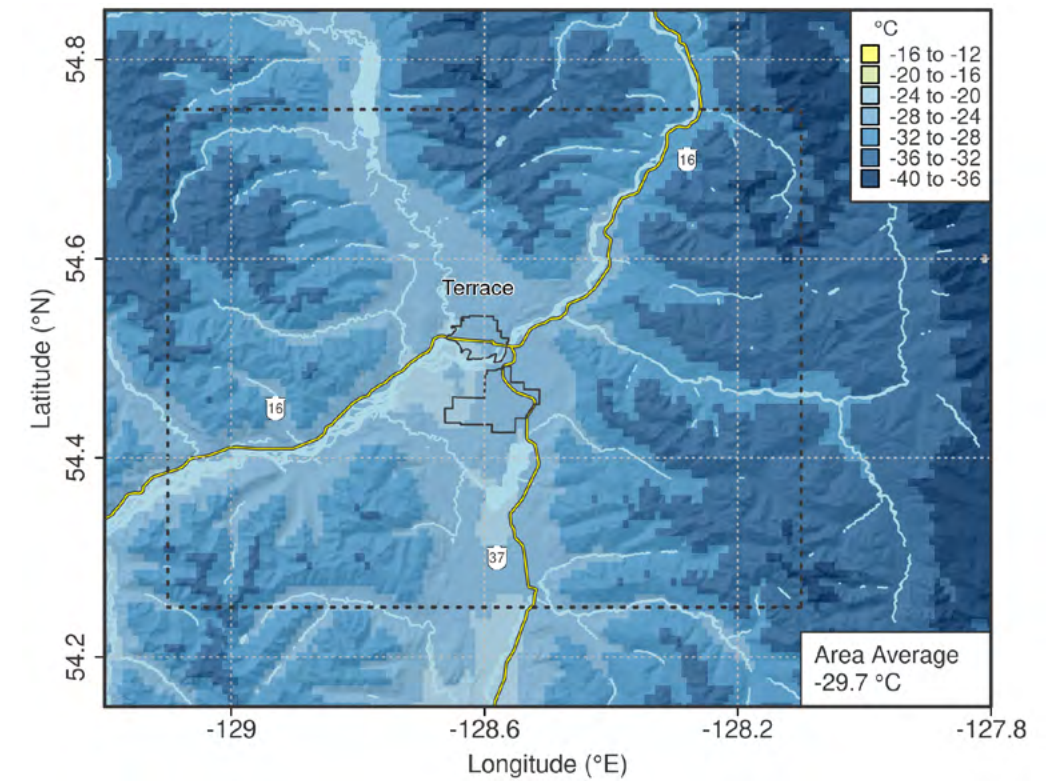 °C
-16 to -12
-20 to -16
-24 to -20
-28 to -24
-32 to -28
-36 to -32
-40 to -36
54.8
54.6
54.4
54.2
Latitude (°N)
16
Terrace
16
37
Area Average
-29.7 °C
-129
-128.6
-128.2
-127.8
Longitude (°E)